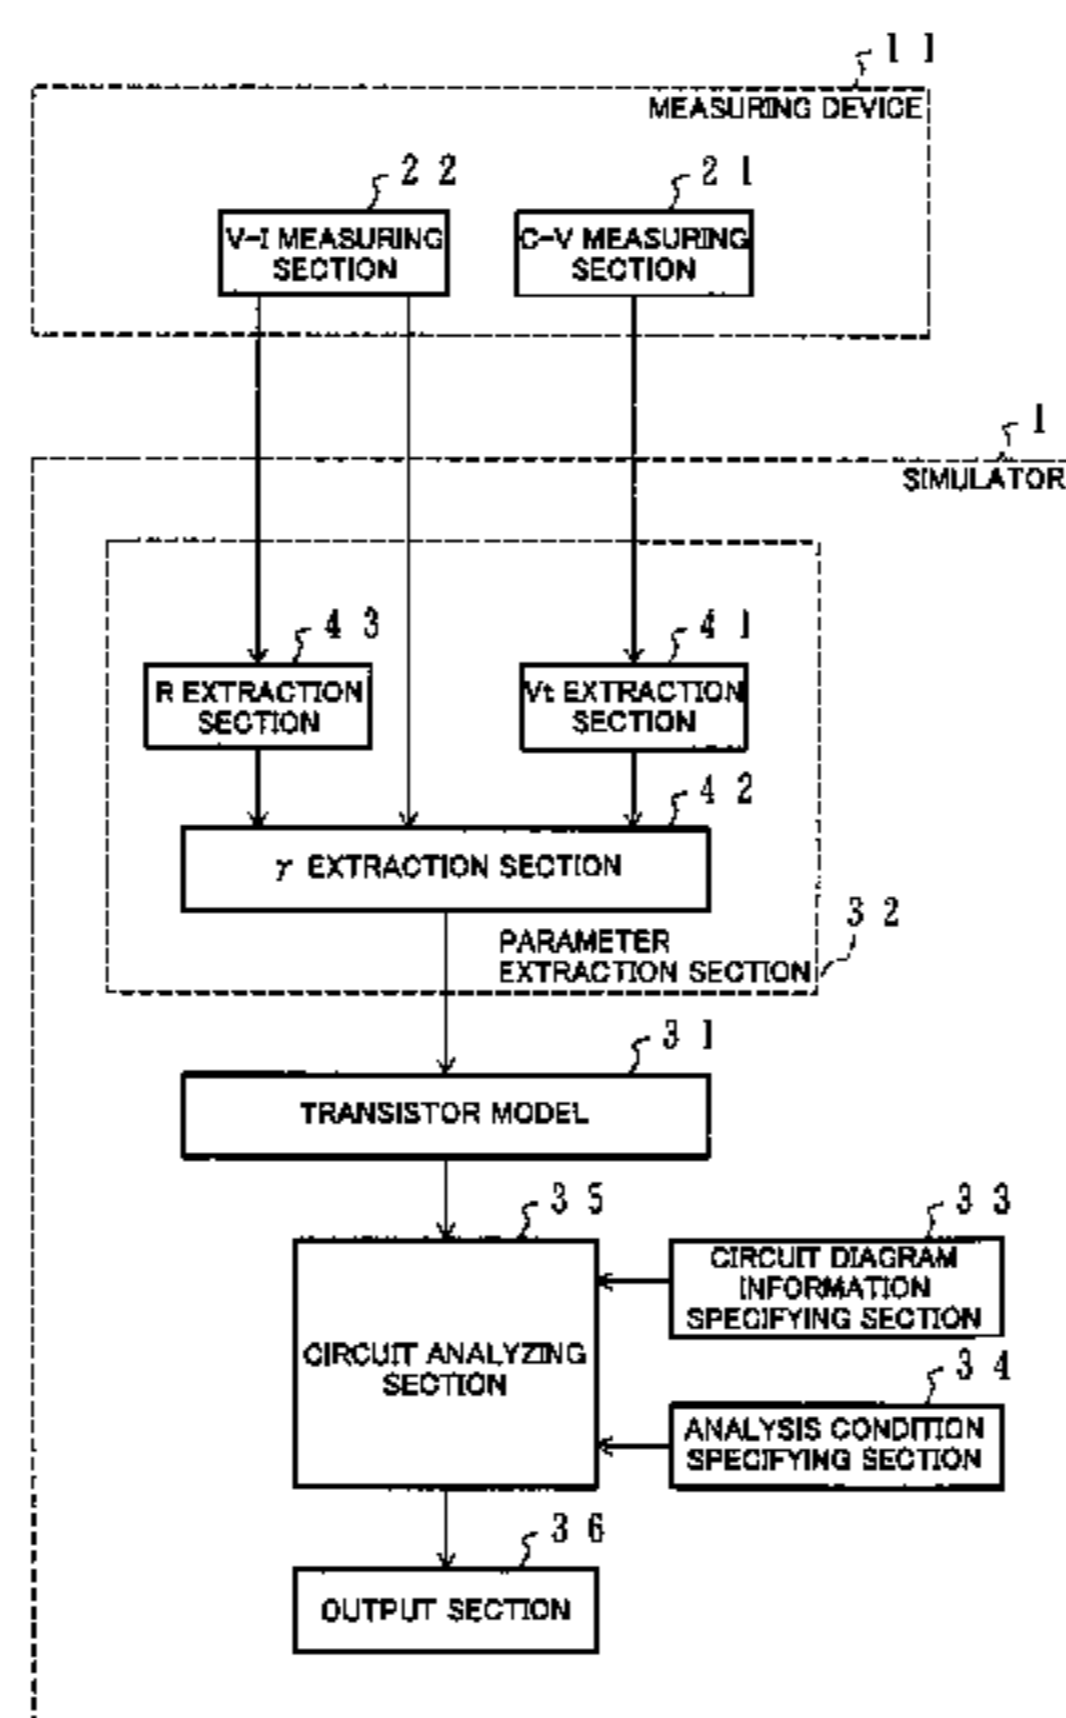 11
MEASURING DEVICE
22
21
V-I MEASURING
SECTION
C-V MEASURING
SECTION
1
SIMULATOR
43
41
R EXTRACTION
SECTION
Vt EXTRACTION
SECTION
42
γ EXTRACTION SECTION
32
PARAMETER
EXTRACTION SECTION
31
TRANSISTOR MODEL
35
33
CIRCUIT DIAGRAM
INFORMATION
SPECIFYING SECTION
CIRCUIT ANALYZING
SECTION
34
ANALYSIS CONDITION
SPECIFYING SECTION
36
OUTPUT SECTION